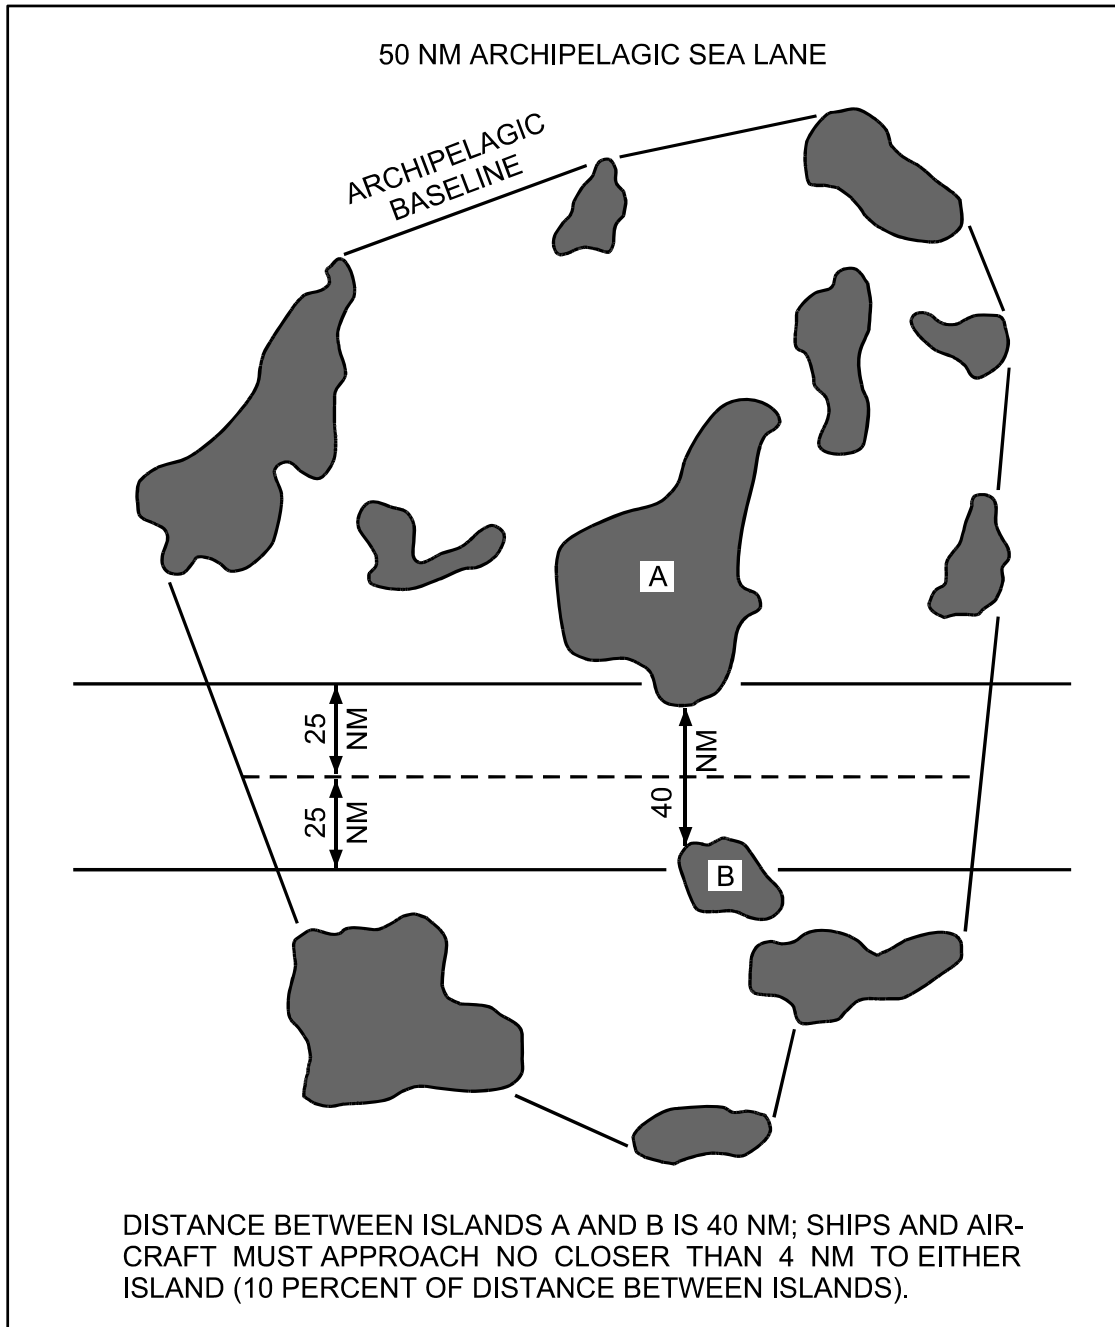 50 NM ARCHIPELAGIC SEA LANE
ARCHIPELAGIC
BASELINE
A
25
NM
NM
40
25
NM
B
DISTANCE BETWEEN ISLANDS A AND B IS 40 NM; SHIPS AND AIR-
CRAFT MUST APPROACH NO CLOSER THAN 4 NM TO EITHER
ISLAND (10 PERCENT OF DISTANCE BETWEEN ISLANDS).